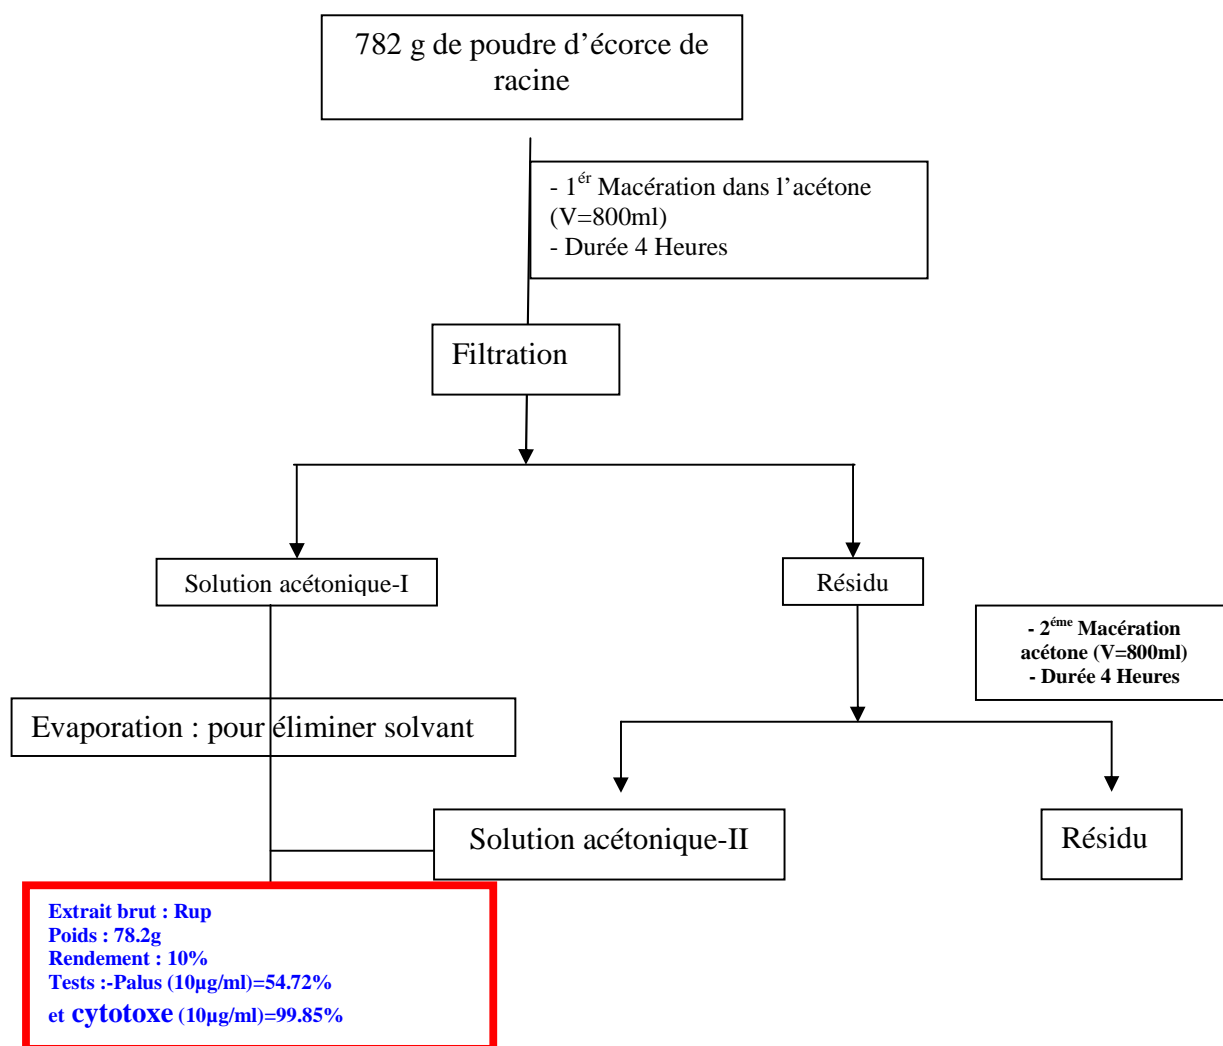 782 g de poudre d’écorce de
racine
- 1ér Macération dans l’acétone
(V=800ml)
- Durée 4 Heures
Filtration
Solution acétonique-I
Résidu
- 2éme Macération
acétone (V=800ml)
- Durée 4 Heures
Evaporation : pour éliminer solvant
Solution acétonique-II
Résidu
Extrait brut : Rup
Poids : 78.2g
Rendement : 10%
Tests :-Palus (10µg/ml)=54.72%
et cytotoxe (10µg/ml)=99.85%